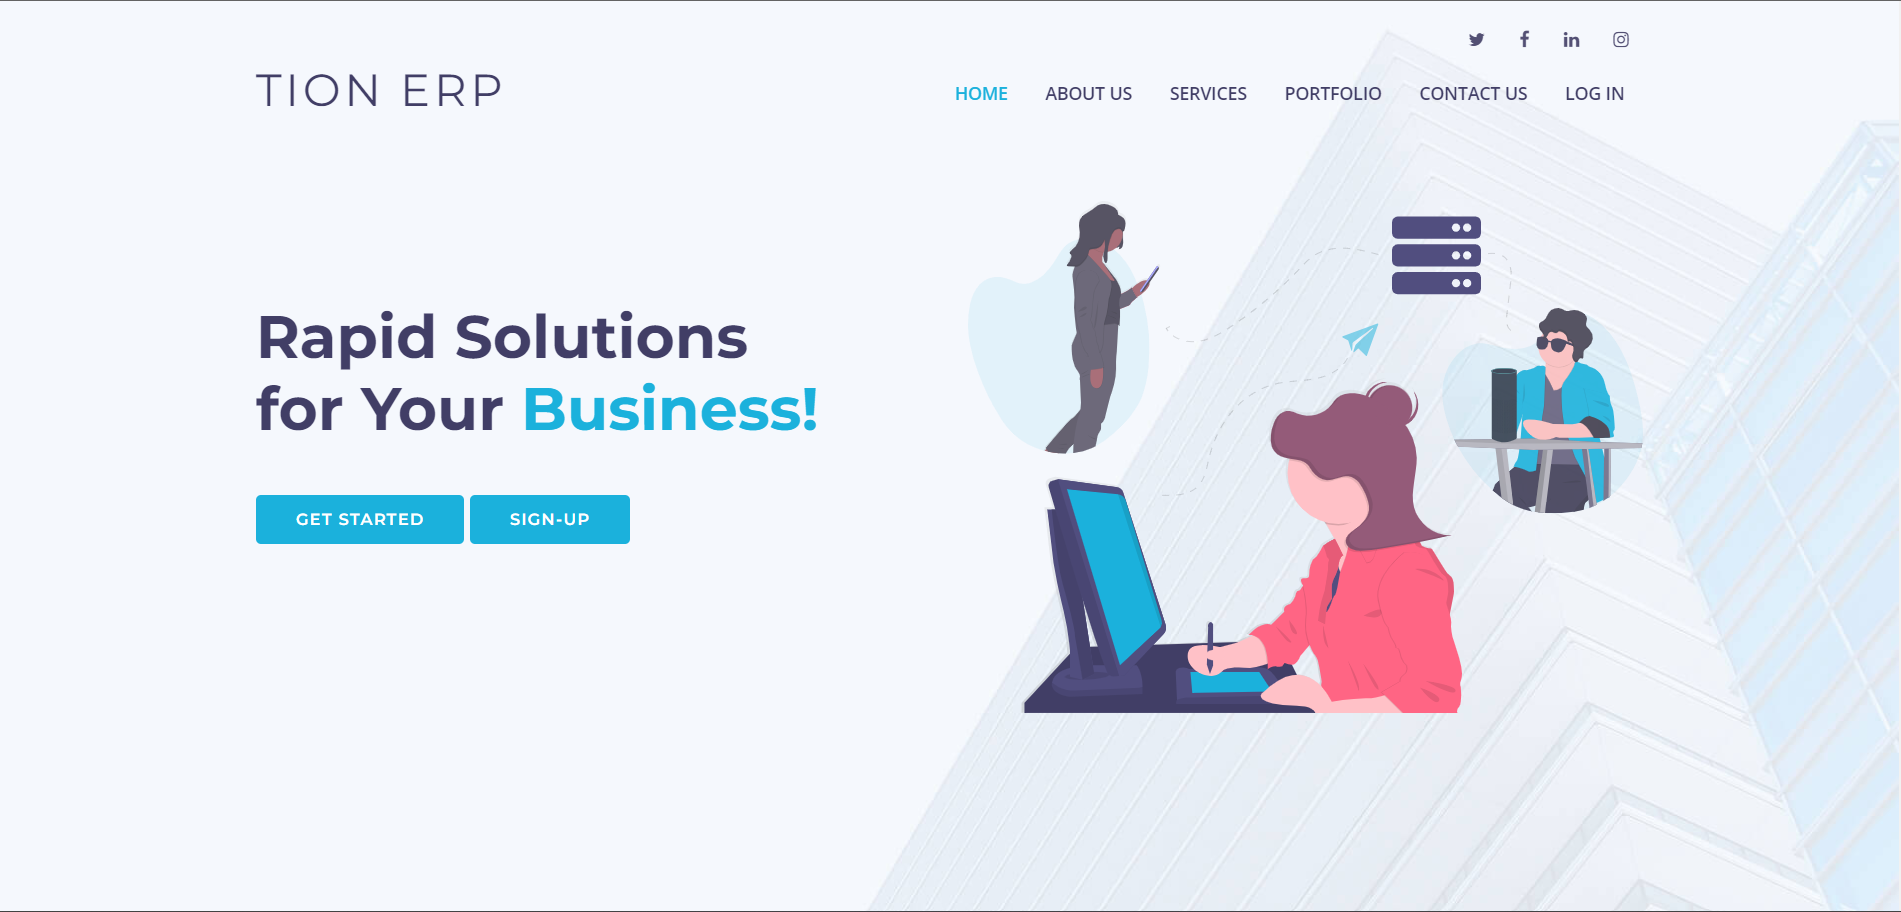 TION ERP
HOME ABOUT US SERVICES PORTFOLIO CONTACT US LOG IN
Rapid Solutions
for Your Business!
GET STARTED SIGN-UP